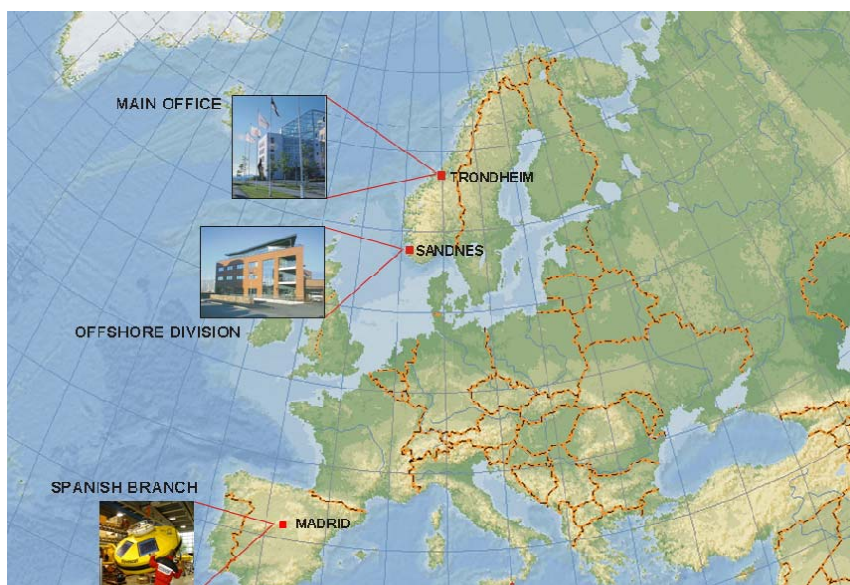 MAIN OFFICE
TRONDHEIM
SANDNES
OFFSHORE DIVISION
SPANISH BRANCH
MADRID